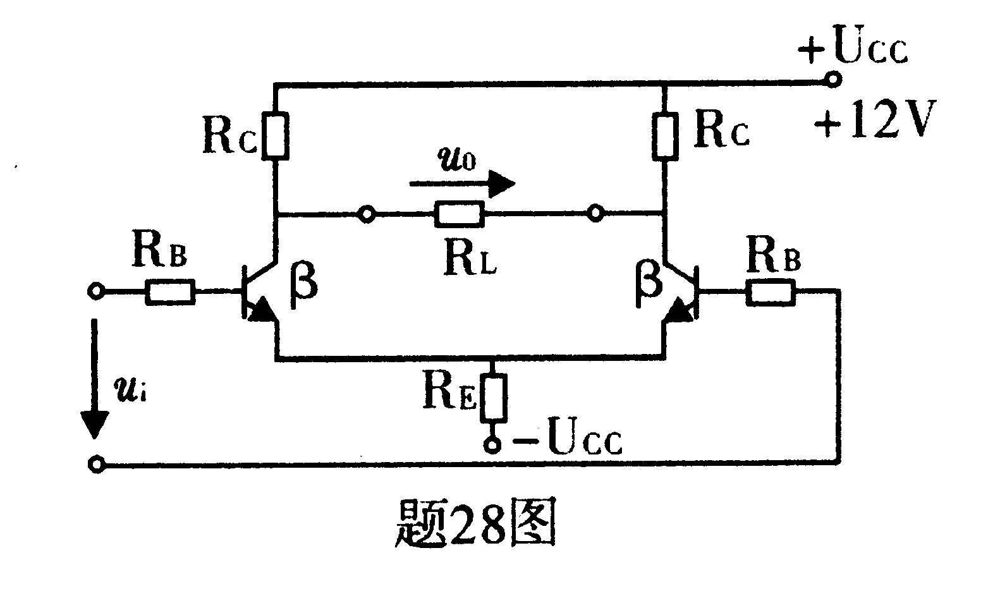 +UCC
+12V
RC
RC
u0
RL
RB
β
β
RB
ui
RE
-UCC
题28图